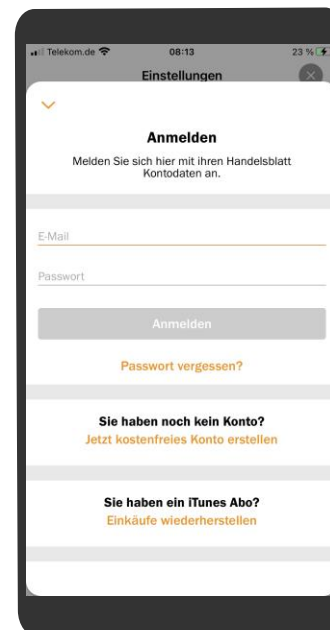 Telekom.de 08:13 23 %
Einstellungen
Anmelden
Melden Sie sich hier mit ihren Handelsblatt
Kontodaten an.
E-Mail
Passwort
Anmelden
Passwort vergessen?
Sie haben noch kein Konto?
Jetzt kostenfreies Konto erstellen
Sie haben ein iTunes Abo?
Einkäufe wiederherstellen